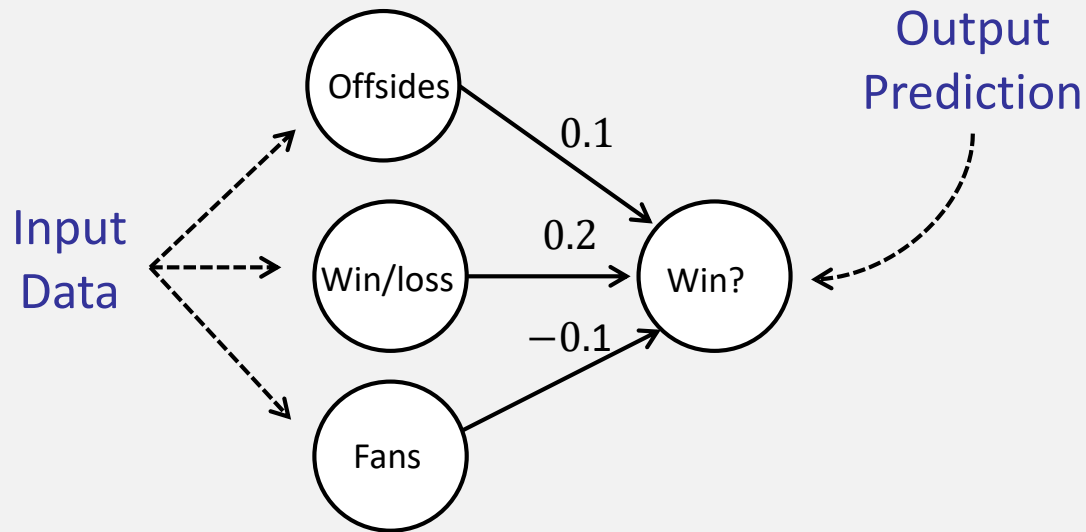 Output
Prediction
Offsides
0.1
Input
Data
Win/loss
0.2
Win?
−0.1
Fans